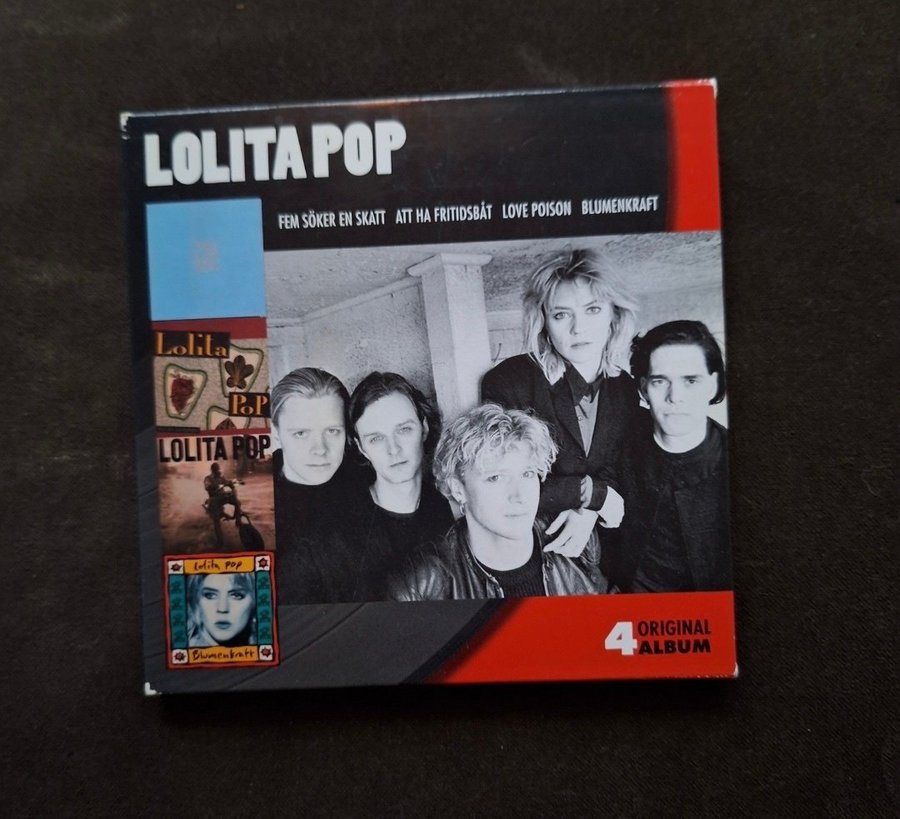 LOLITA POP
FEM SÖKER EN SKATT ATT HA FRITIDSBÅT LOVE POISON BLUMENKRAFT
Lolita
PoP
LOLITA POP
Lolita POP
Blumenkraft
4 ORIGINAL
ALBUM